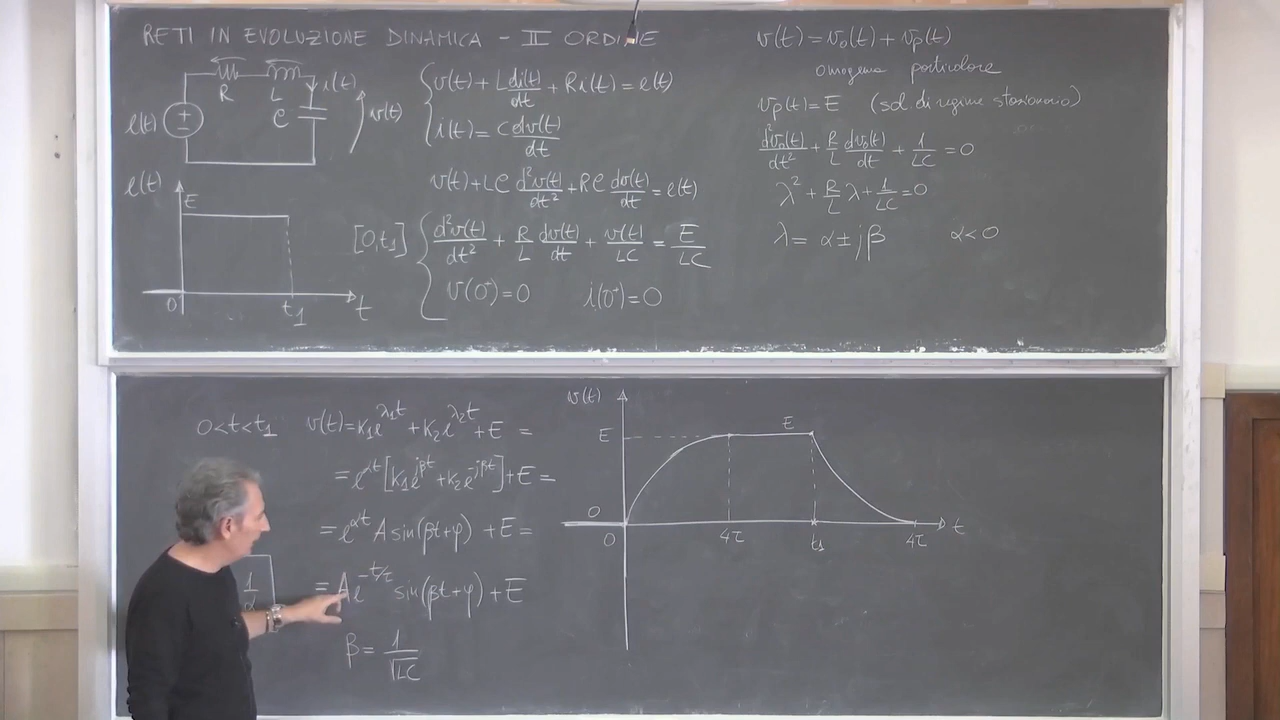 RETI IN EVOLUZIONE DINAMICA - II ORDINE
R
L
C
i(t)
v(t)
e(t)
e(t)
E
0
t₁
t
v(t) + L di(t)/dt + R i(t) = e(t)
i(t) = C dv(t)/dt
v(t) + LC d²v(t)/dt² + RC dv(t)/dt = e(t)
[0,t₁] { d²v(t)/dt² + R/L dv(t)/dt + v(t)/LC = E/LC
v(0⁺)=0 i(0⁺)=0
v(t) = v₀(t) + vₚ(t)
omogenea particolare
vₚ(t) = E (sol. di regime stazionario)
d²v₀(t)/dt² + R/L dv₀(t)/dt + 1/LC = 0
λ² + R/L λ + 1/LC = 0
λ = α ± jβ α<0
0<t<t₁ v(t) = k₁e^λ₁t + k₂e^λ₂t + E =
= e^αt [k₁e^jβt + k₂e^-jβt] + E =
= e^αt A sin(βt+φ) + E =
= A e^-t/τ sin(βt+φ) + E
1/α
β = 1/√LC
v(t)
E
E
0
0
4τ
t₁
4τ
t